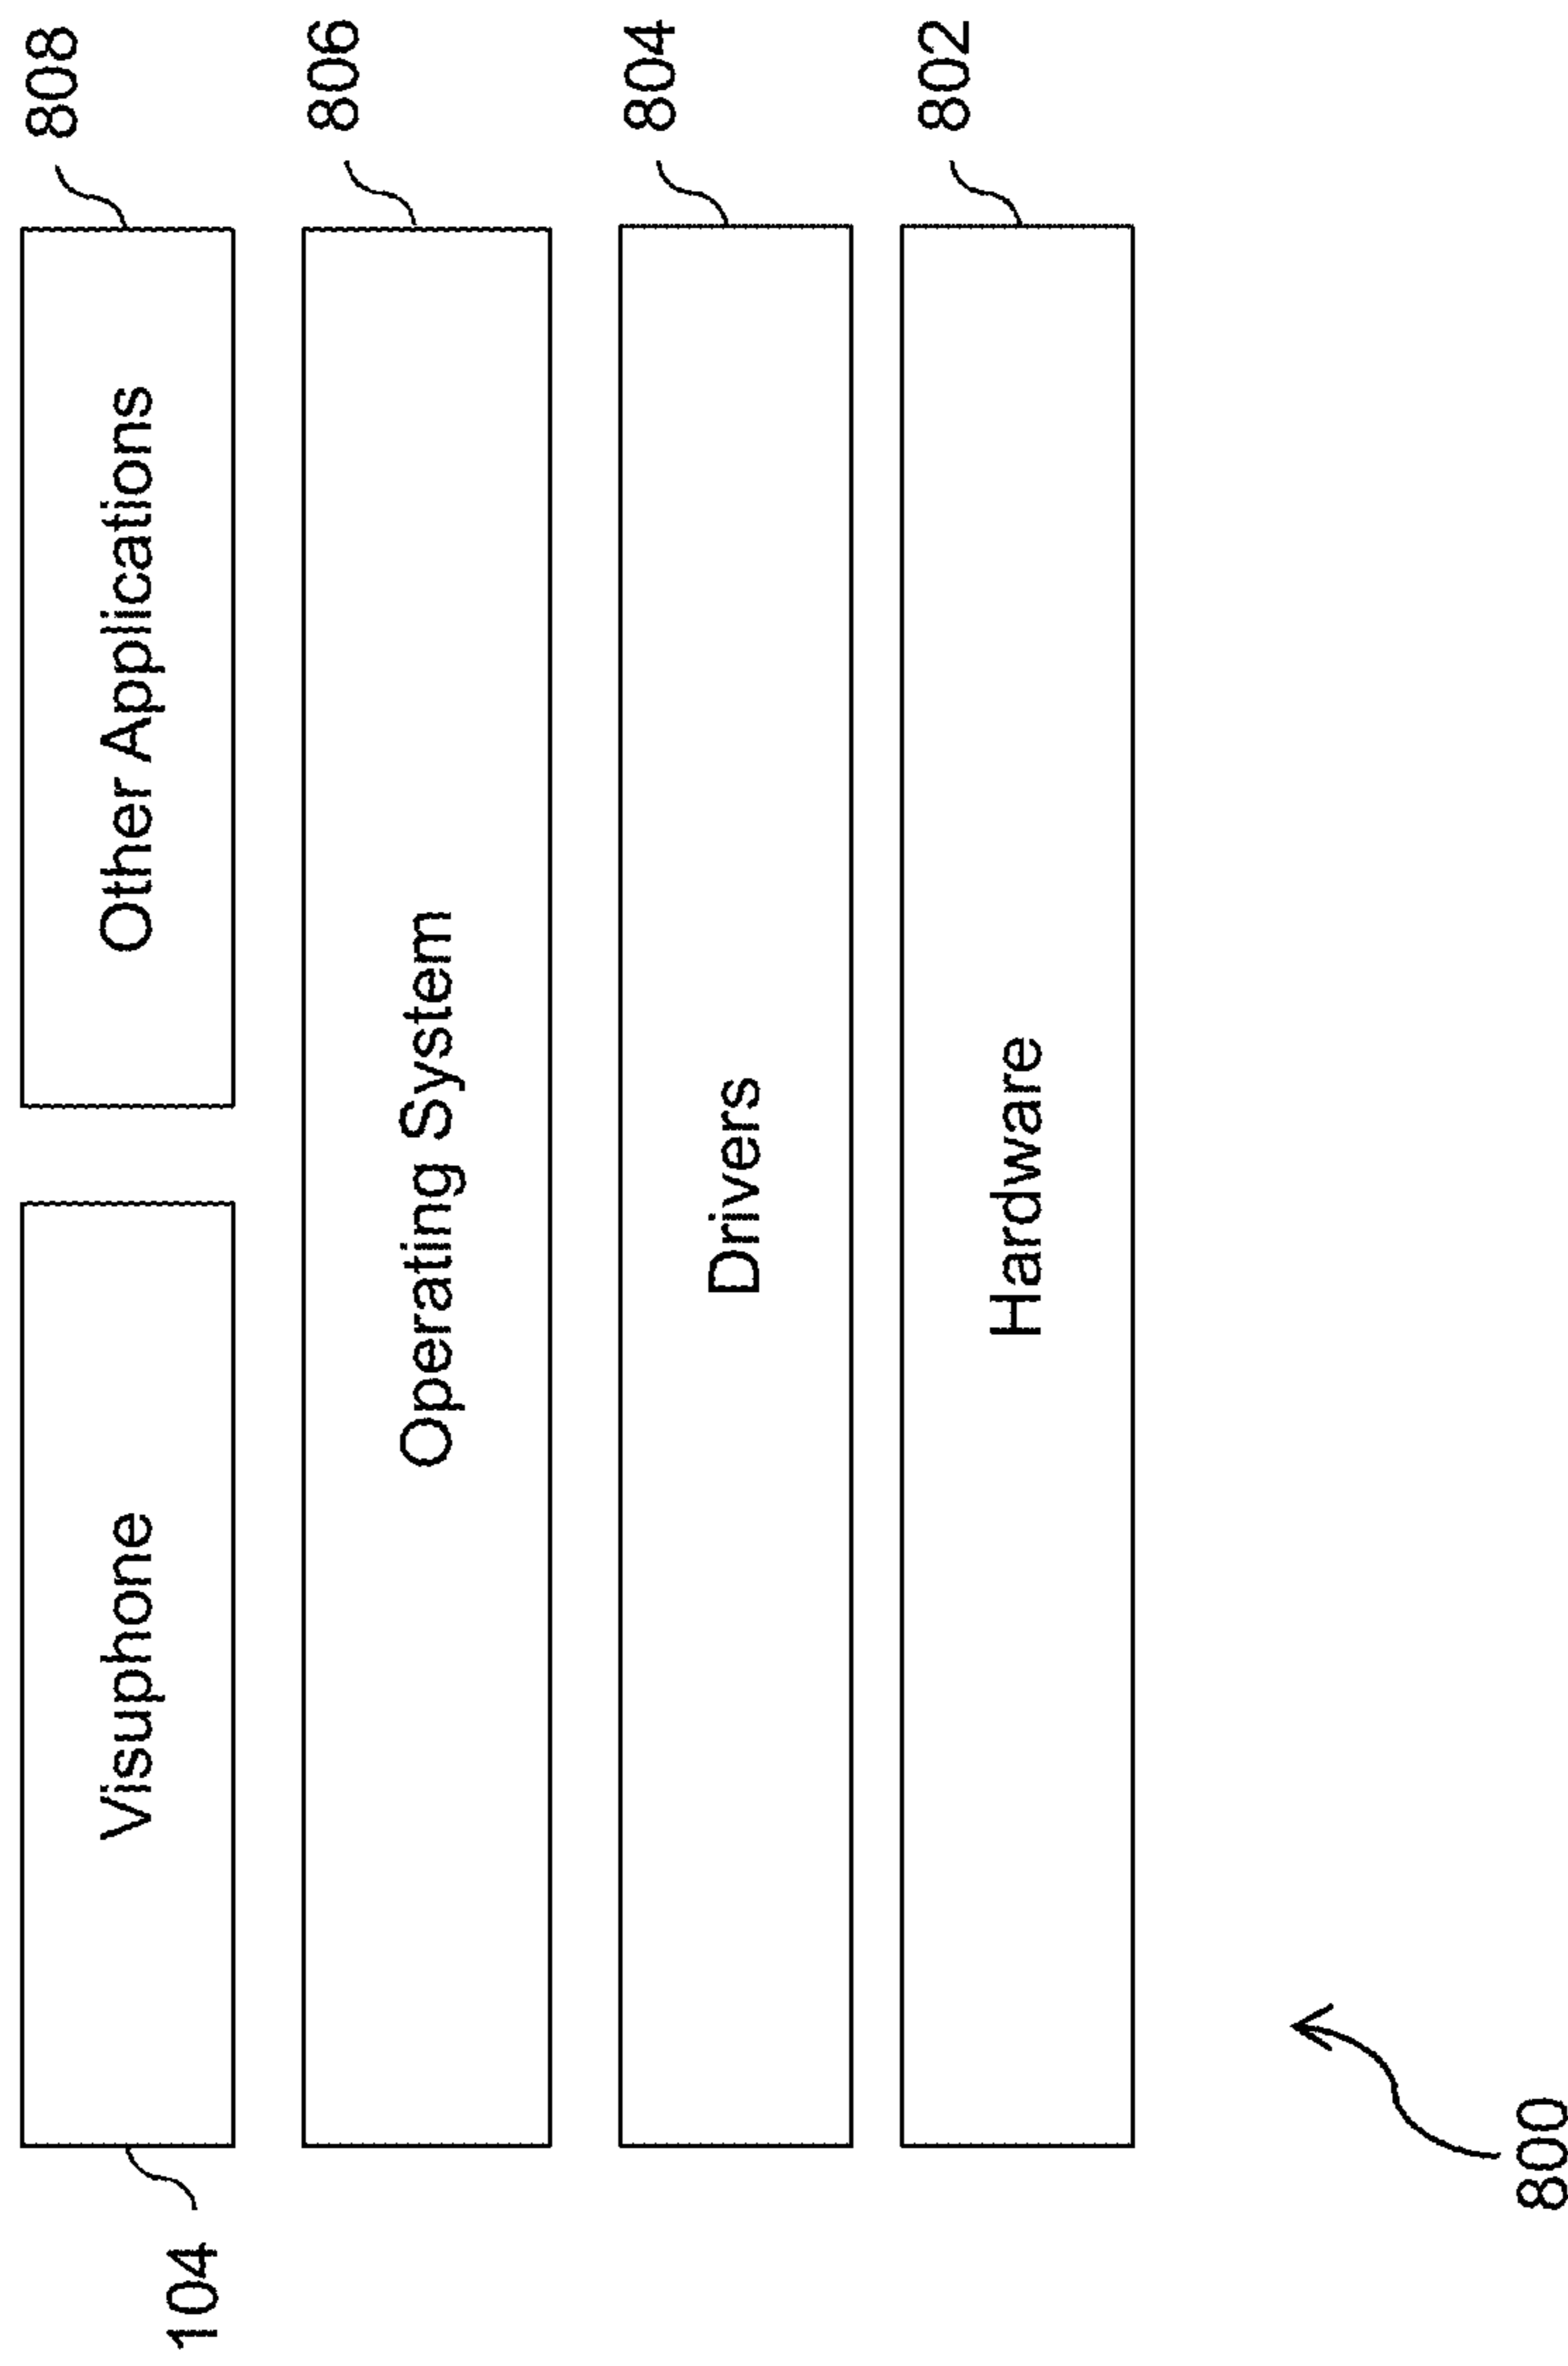 Visuphone
Other Applications
808
104
Operating System
806
Drivers
804
Hardware
802
800